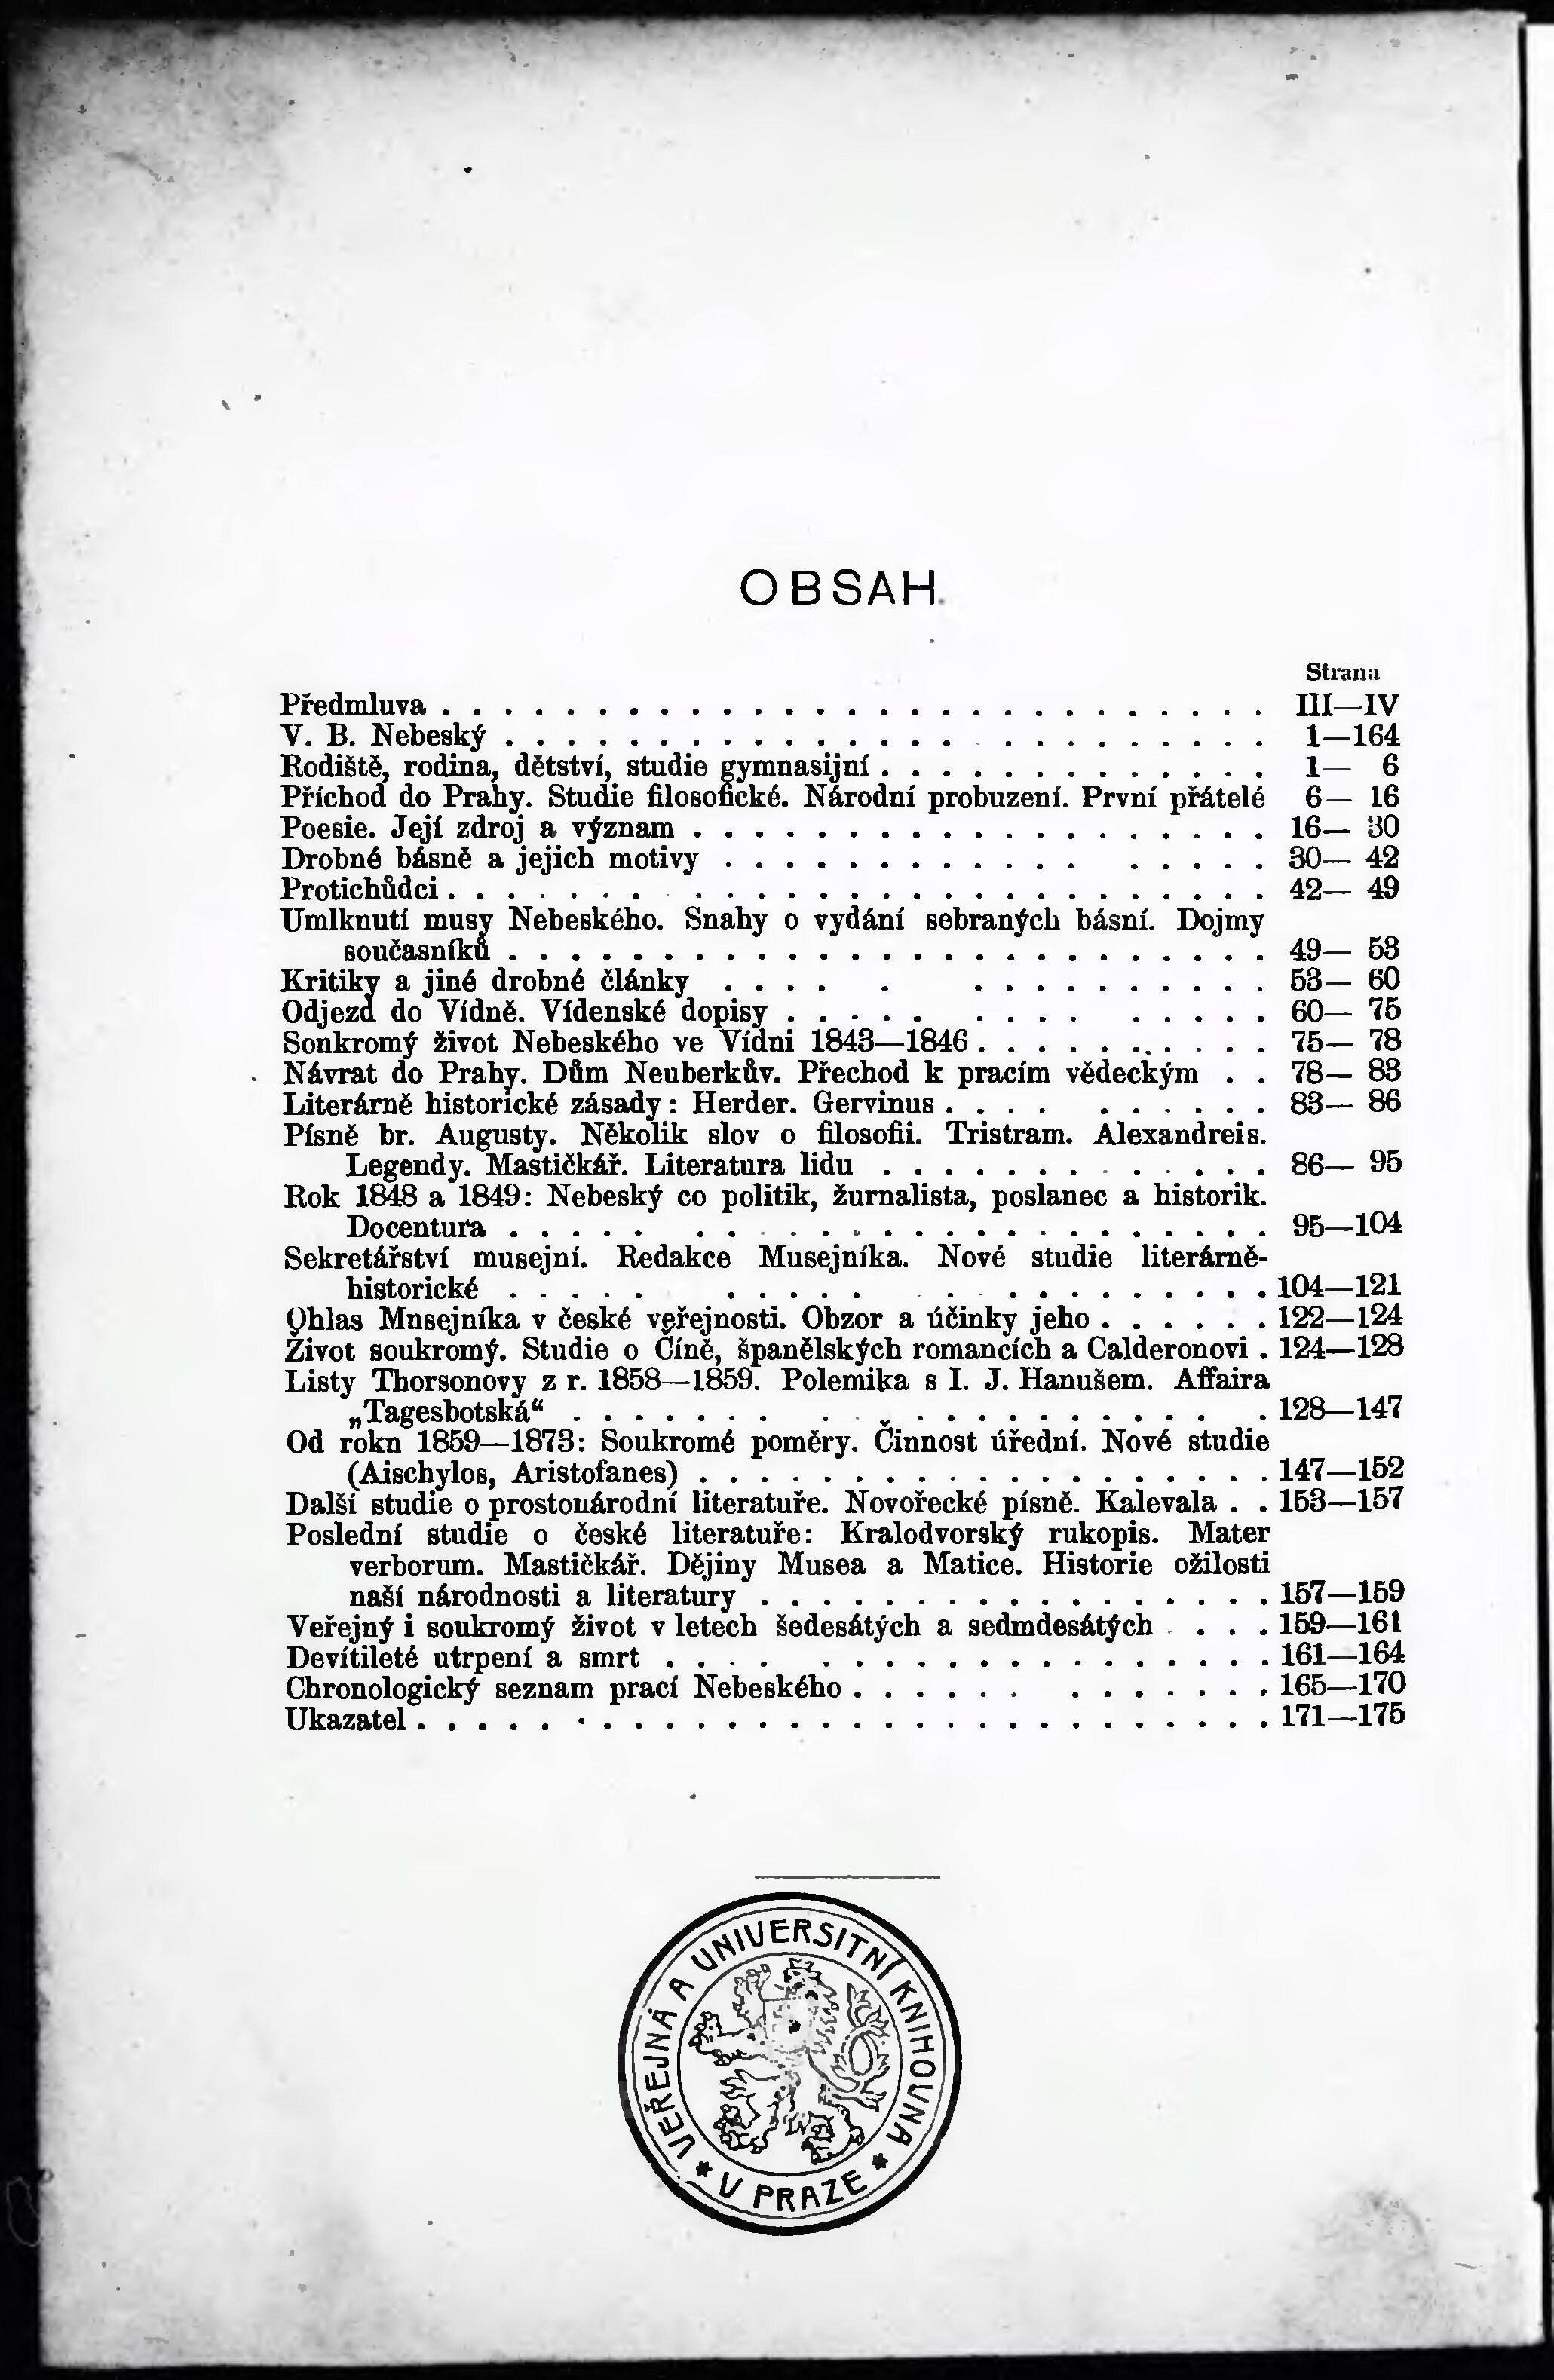 OBSAH.
Strana
Předmluva . . . . . . . . . . . . . . . . . . . . . . . . . . . III—IV
V. B. Nebeský . . . . . . . . . . . . . . . . . . . . . . . . . 1—164
Rodiště, rodina, dětství, studie gymnasijní . . . . . . . . . . . . . 1— 6
Příchod do Prahy. Studie filosofické. Národní probuzení. První přátelé 6— 16
Poesie. Její zdroj a význam . . . . . . . . . . . . . . . . . . . 16— 30
Drobné básně a jejich motivy . . . . . . . . . . . . . . . . . 30— 42
Protichůdci . . . . . . . . . . . . . . . . . . . . . . . . . . 42— 49
Umlknutí musy Nebeského. Snahy o vydání sebraných básní. Dojmy
současníků . . . . . . . . . . . . . . . . . . . . . . . . . 49— 53
Kritiky a jiné drobné články . . . . . . . . . . . . . . . 53— 60
Odjezd do Vídně. Vídenské dopisy . . . . . . . . . . . . . . 60— 75
Sonkromý život Nebeského ve Vídni 1843—1846 . . . . . . . . . . 75— 78
Návrat do Prahy. Dům Neuberkův. Přechod k pracím vědeckým . . 78— 83
Literárně historické zásady: Herder. Gervinus . . . . . . . . . . 83— 86
Písně br. Augusty. Několik slov o filosofii. Tristram. Alexandreis.
Legendy. Mastičkář. Literatura lidu . . . . . . . . . . . . . 86— 95
Rok 1848 a 1849: Nebeský co politik, žurnalista, poslanec a historik.
Docentura . . . . . . . . . . . . . . . . . . . . . . . . 95—104
Sekretářství musejní. Redakce Musejníka. Nové studie literárně-
historické . . . . . . . . . . . . . . . . . . . . . 104—121
Ohlas Mnsejníka v české veřejnosti. Obzor a účinky jeho . . . . . . 122—124
Život soukromý. Studie o Číně, španělských romancích a Calderonovi . 124—128
Listy Thorsonovy z r. 1858—1859. Polemika s I. J. Hanušem. Affaira
„Tagesbotská“ . . . . . . . . . . . . . . . . . . . . 128—147
Od rokn 1859—1873: Soukromé poměry. Činnost úřední. Nové studie
(Aischylos, Aristofanes) . . . . . . . . . . . . . . . . . . . 147—152
Další studie o prostonárodní literatuře. Novořecké písně. Kalevala . . 153—157
Poslední studie o české literatuře: Kralodvorský rukopis. Mater
verborum. Mastičkář. Dějiny Musea a Matice. Historie ožilosti
naší národnosti a literatury . . . . . . . . . . . . . . . . . 157—159
Veřejný i soukromý život v letech šedesátých a sedmdesátých . . . . 159—161
Devítileté utrpení a smrt . . . . . . . . . . . . . . . . . . . 161—164
Chronologický seznam prací Nebeského . . . . . . . . . . . . . 165—170
Ukazatel . . . . . . . . . . . . . . . . . . . . . . . . . . . . 171—175
VEŘEJNÁ A UNIVERSITNÍ KNIHOVNA
* V PRAZE *